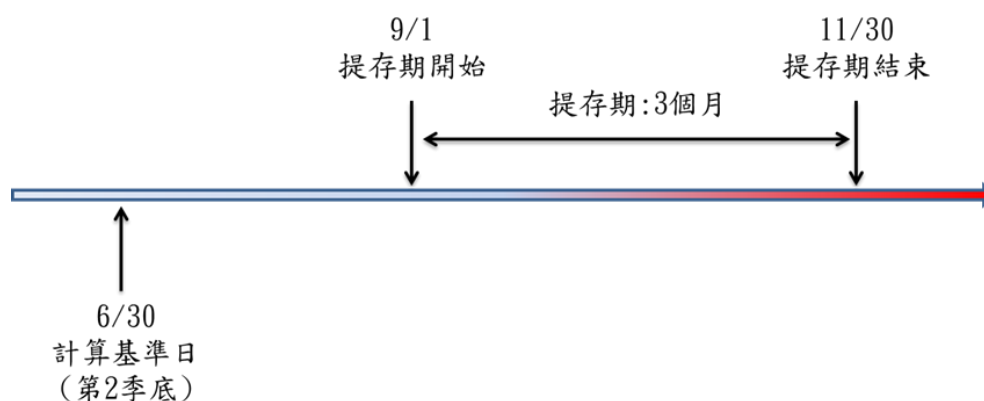 9/1
提存期開始
11/30
提存期結束
提存期:3個月
6/30
計算基準日
(第2季底)